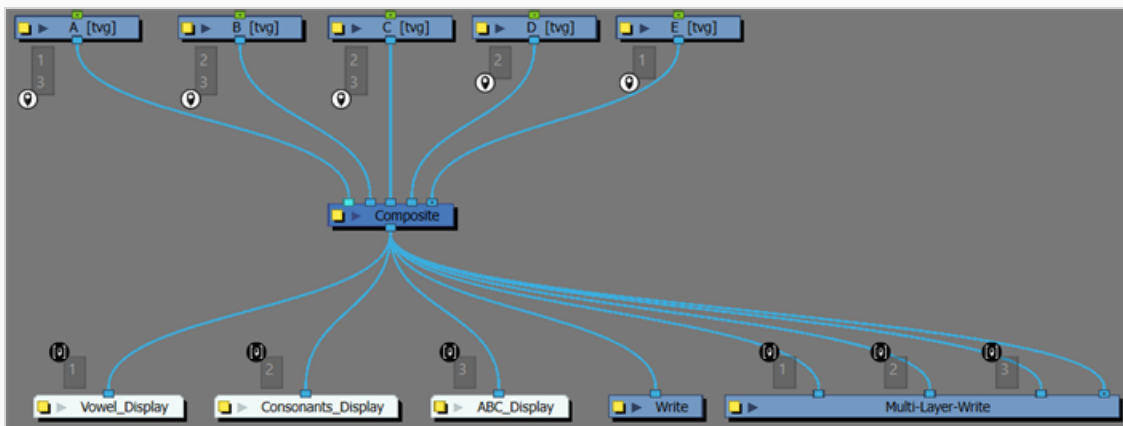 A [tvg] B [tvg] C [tvg] D [tvg] E [tvg]
1 2 2 2 1
3 3 3
Composite
1 2 3 1 2 3
Vowel_Display Consonants_Display ABC_Display Write Multi-Layer-Write